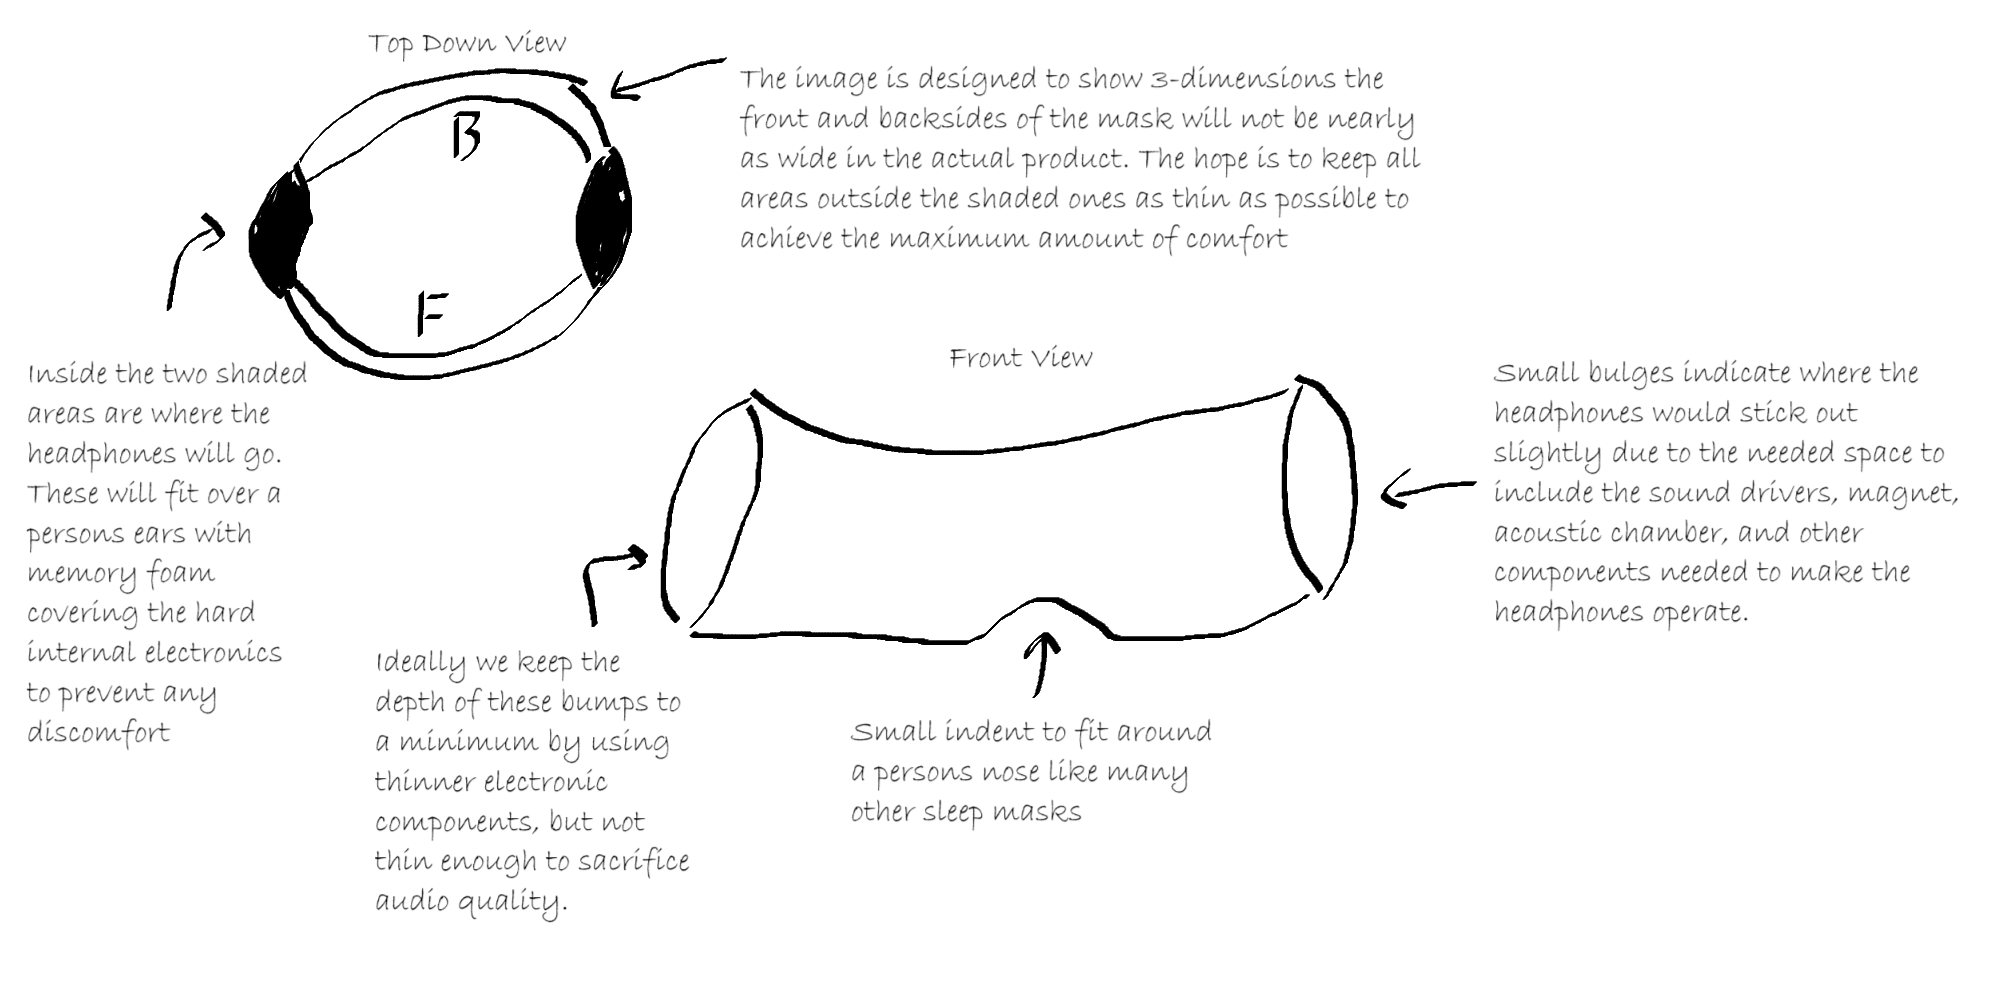 Top Down View
The image is designed to show 3-dimensions the
front and backsides of the mask will not be nearly
as wide in the actual product. The hope is to keep all
areas outside the shaded ones as thin as possible to
achieve the maximum amount of comfort
B
F
Inside the two shaded
areas are where the
headphones will go.
These will fit over a
persons ears with
memory foam
covering the hard
internal electronics
to prevent any
discomfort
Front View
Small bulges indicate where the
headphones would stick out
slightly due to the needed space to
include the sound drivers, magnet,
acoustic chamber, and other
components needed to make the
headphones operate.
Ideally we keep the
depth of these bumps to
a minimum by using
thinner electronic
components, but not
thin enough to sacrifice
audio quality.
Small indent to fit around
a persons nose like many
other sleep masks